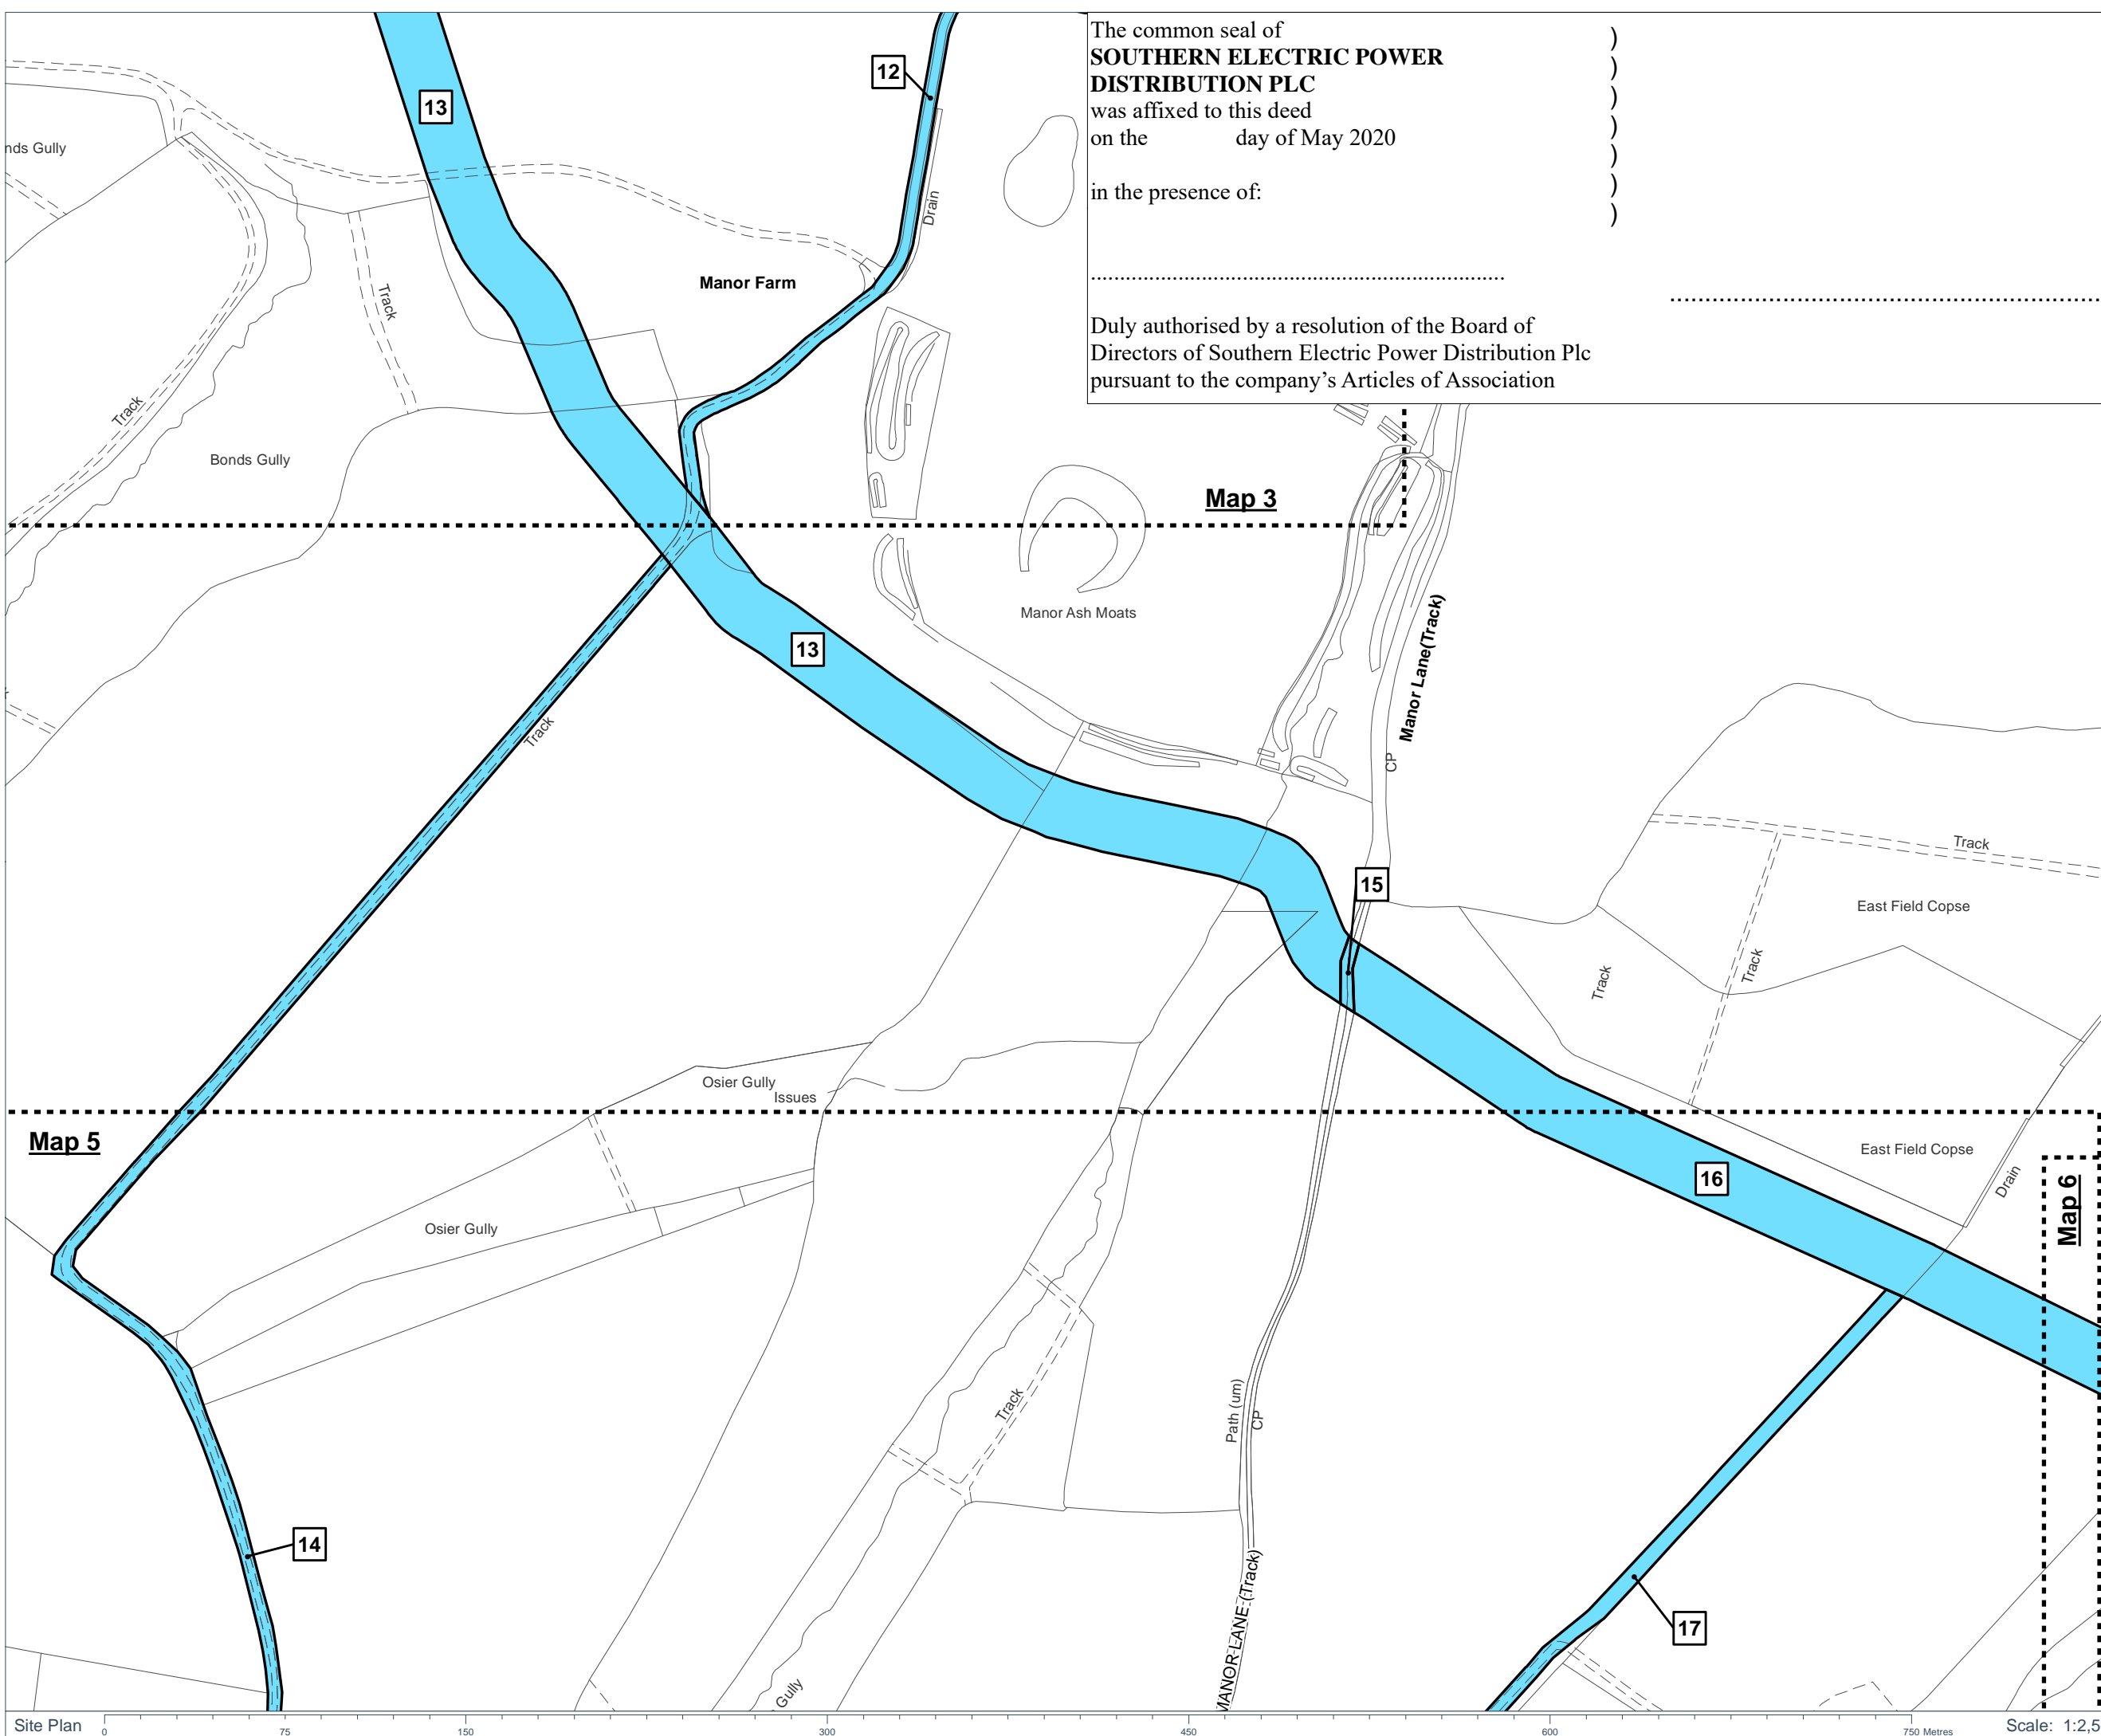 The common seal of
SOUTHERN ELECTRIC POWER
DISTRIBUTION PLC
was affixed to this deed
on the day of May 2020
in the presence of:
)
)
)
)
)
)
)
Duly authorised by a resolution of the Board of
Directors of Southern Electric Power Distribution Plc
pursuant to the company's Articles of Association
12
13
nds Gully
Drain
Manor Farm
Track
Track
Bonds Gully
Map 3
Manor Ash Moats
Manor Lane(Track)
13
Track
CP
Track
15
East Field Copse
Track
Track
Osier Gully
Issues
Map 5
East Field Copse
16
Drain
Map 6
Osier Gully
Track
Path (um)
CP
14
MANOR LANE (Track)
17
Gully
Site Plan
0 75 150 300 450 600 750 Metres
Scale: 1:2,5